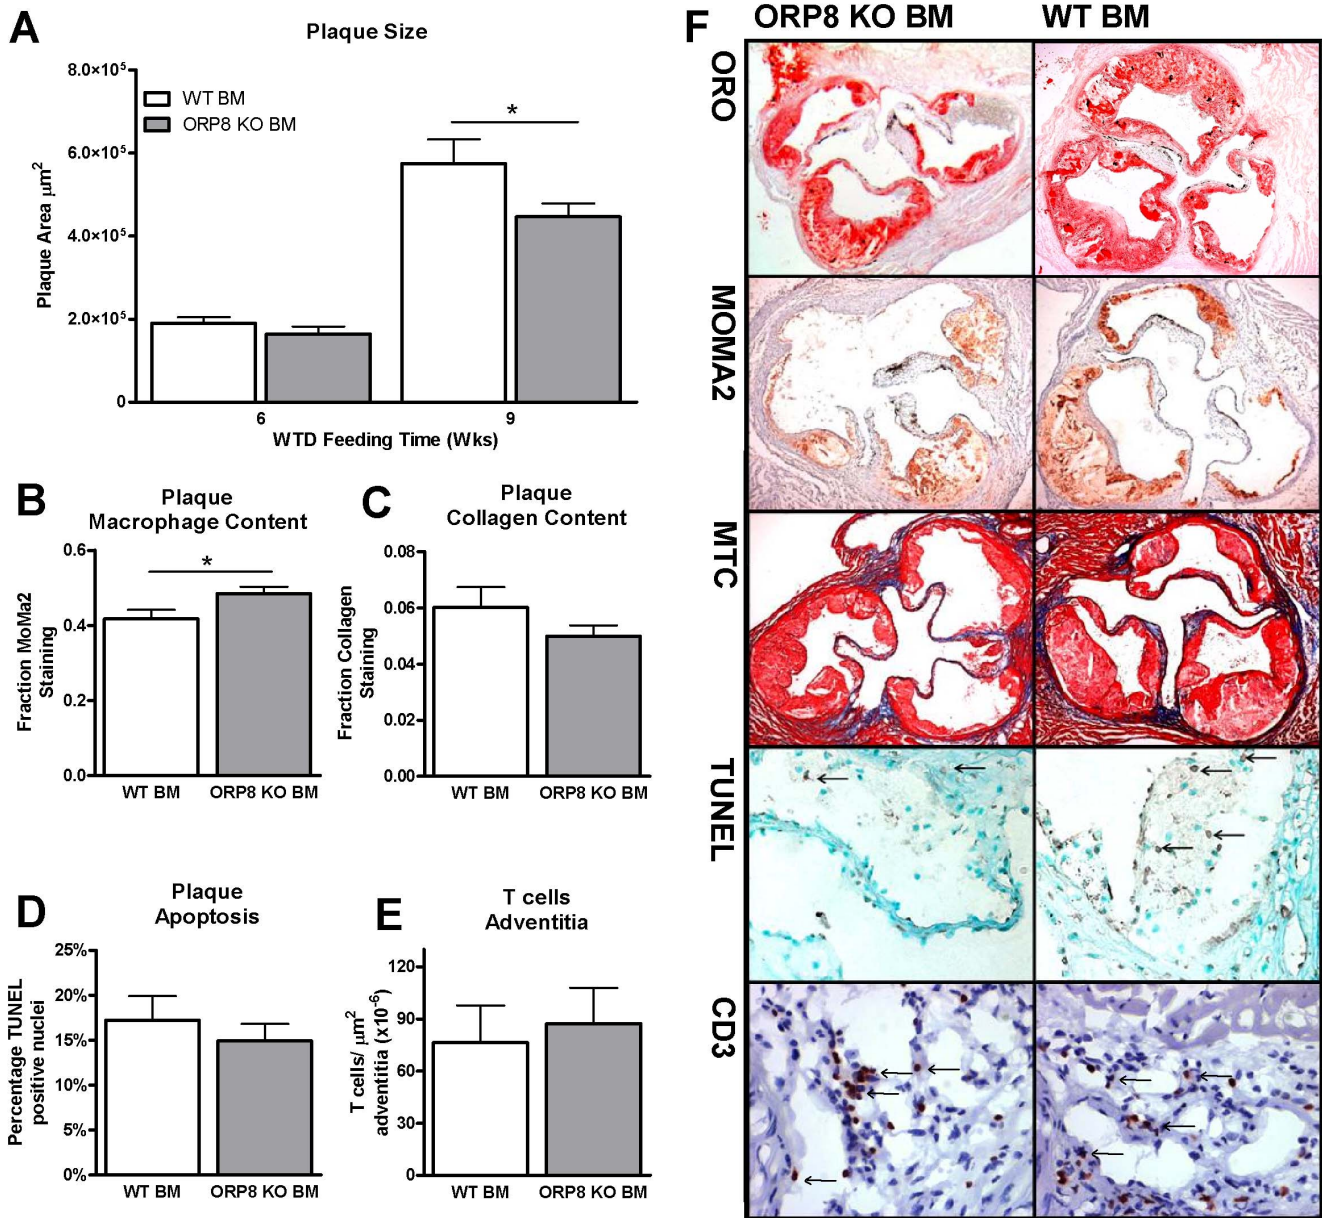 A
Plaque Size
8.0×10⁵
6.0×10⁵
4.0×10⁵
2.0×10⁵
0
Plaque Area μm²
WT BM
ORP8 KO BM
*
6
9
WTD Feeding Time (Wks)
B
Plaque
Macrophage Content
0.6
0.4
0.2
0.0
Fraction MoMa2
Staining
*
WT BM
ORP8 KO BM
C
Plaque
Collagen Content
0.08
0.06
0.04
0.02
0.00
Fraction Collagen
Staining
WT BM
ORP8 KO BM
D
Plaque
Apoptosis
25%
20%
15%
10%
5%
0%
Percentage TUNEL
positive nuclei
WT BM
ORP8 KO BM
E
T cells
Adventitia
120
90
60
30
0
T cells/ μm²
adventitia (x10⁻⁶)
WT BM
ORP8 KO BM
F
ORP8 KO BM
WT BM
ORO
MOMA2
MTC
TUNEL
CD3